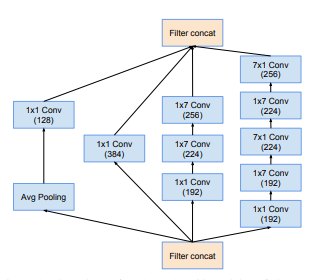 Filter concat
7x1 Conv
(256)
1x7 Conv
(224)
7x1 Conv
(224)
1x7 Conv
(192)
1x1 Conv
(192)
1x7 Conv
(256)
1x7 Conv
(224)
1x1 Conv
(192)
1x1 Conv
(384)
1x1 Conv
(128)
Avg Pooling
Filter concat